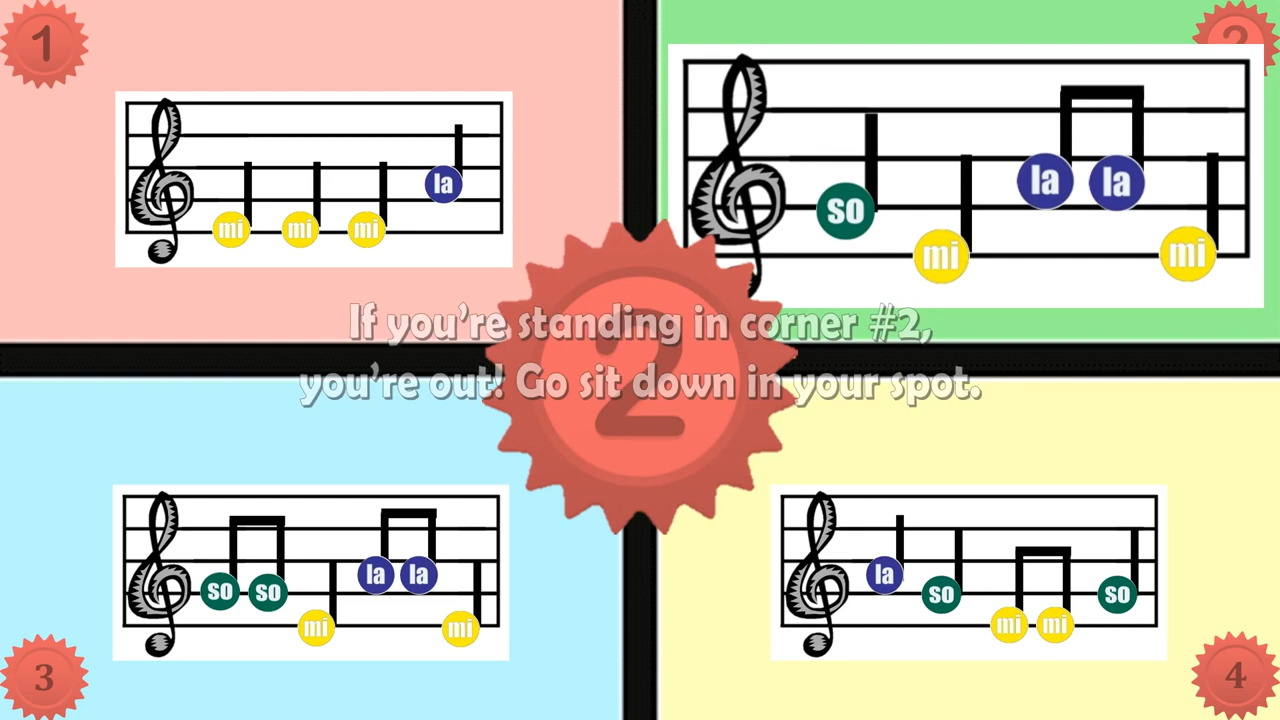 1
2
mi mi mi la
so mi la la mi
If you're standing in corner #2,
2
you're out! Go sit down in your spot.
so so mi la la mi
la so mi mi so
3
4